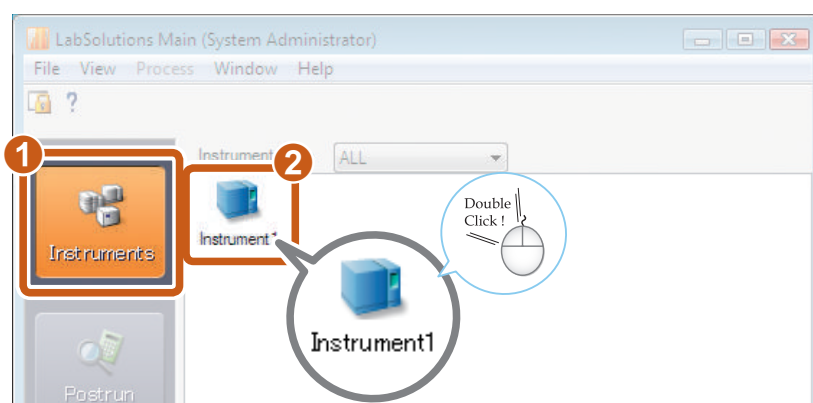 LabSolutions Main (System Administrator)
File View Process Window Help
?
1
Instrument
2
ALL
Instruments
Instrument1
Double
Click !
Instrument1
Postrun